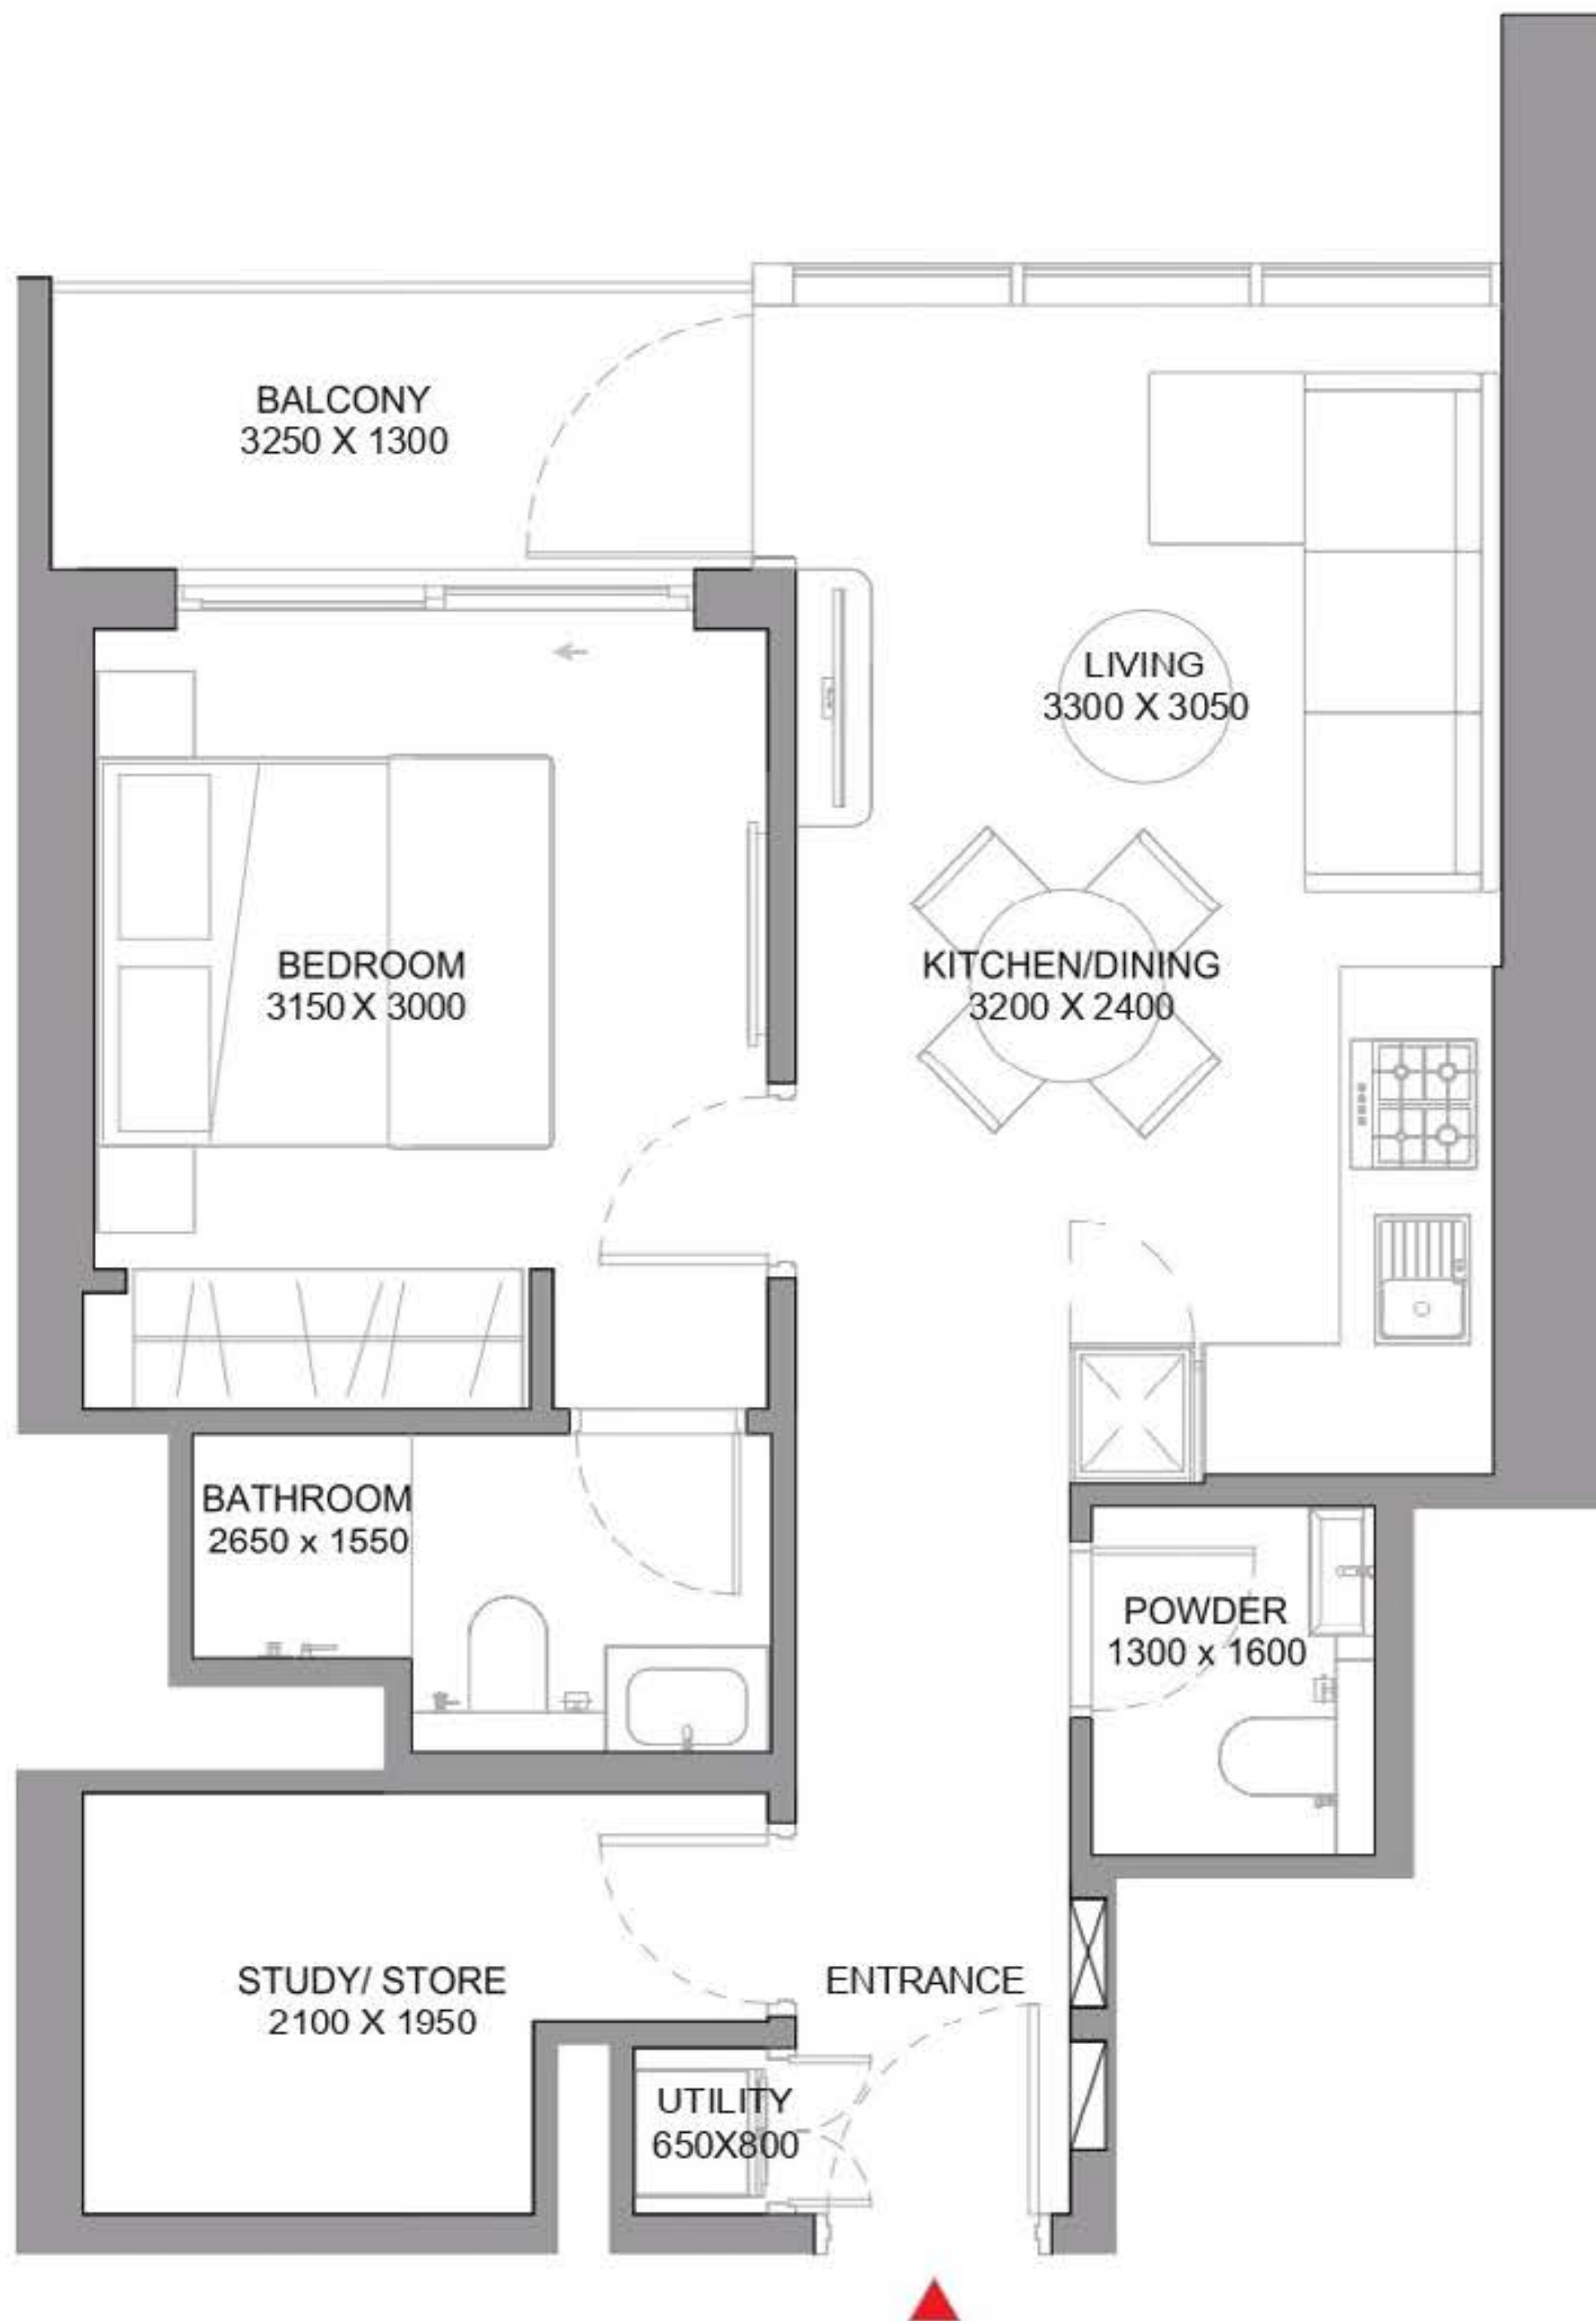 BALCONY
3250 X 1300
LIVING
3300 X 3050
BEDROOM
3150 X 3000
KITCHEN/DINING
3200 X 2400
BATHROOM
2650 x 1550
POWDER
1300 x 1600
STUDY/ STORE
2100 X 1950
ENTRANCE
UTILITY
650X800